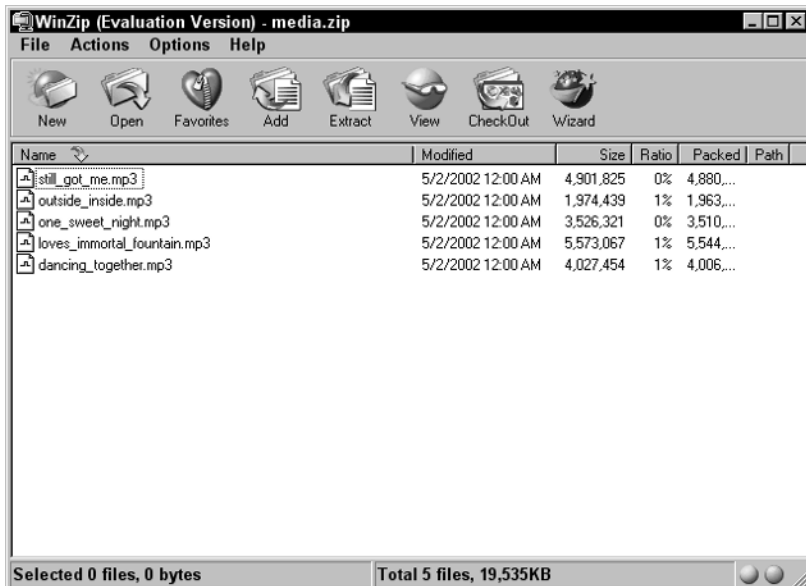 WinZip (Evaluation Version) - media.zip
File Actions Options Help
New Open Favorites Add Extract View CheckOut Wizard
Name Modified Size Ratio Packed Path
still_got_me.mp3 5/2/2002 12:00 AM 4,901,825 0% 4,880,...
outside_inside.mp3 5/2/2002 12:00 AM 1,974,439 1% 1,963,...
one_sweet_night.mp3 5/2/2002 12:00 AM 3,526,321 0% 3,510,...
loves_immortal_fountain.mp3 5/2/2002 12:00 AM 5,573,067 1% 5,544,...
dancing_together.mp3 5/2/2002 12:00 AM 4,027,454 1% 4,006,...
Selected 0 files, 0 bytes Total 5 files, 19,535KB